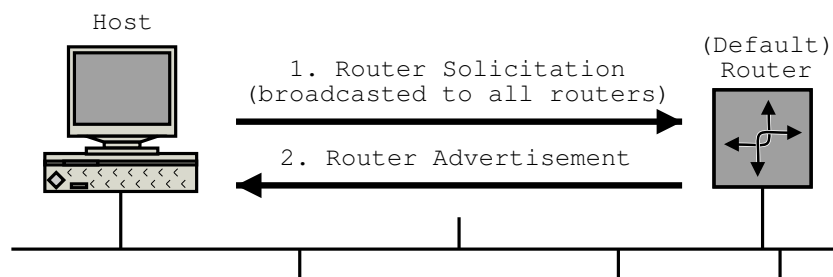 Host
(Default)
Router
1. Router Solicitation
(broadcasted to all routers)
2. Router Advertisement